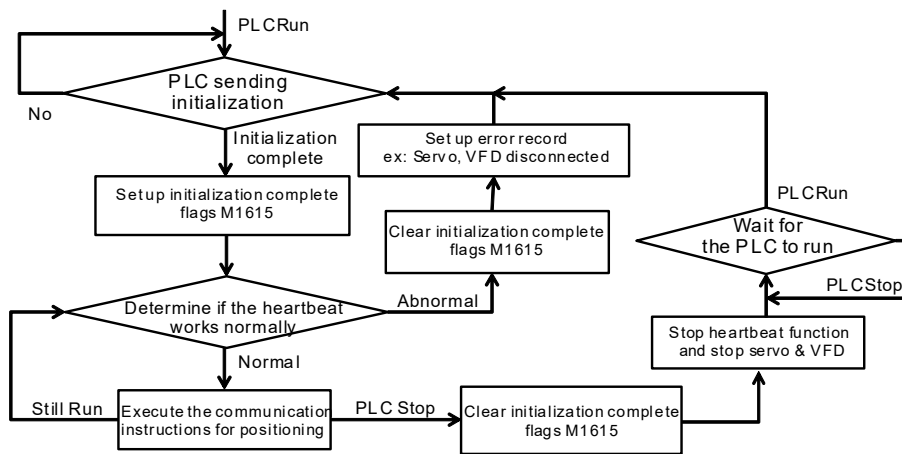 PLCRun
PLC sending
initialization
No
Initialization
complete
Set up initialization complete
flags M1615
Set up error record
ex: Servo, VFD disconnected
Clear initialization complete
flags M1615
Determine if the heartbeat
works normally
Abnormal
Normal
Still Run
Execute the communication
instructions for positioning
PLC Stop
Clear initialization complete
flags M1615
Stop heartbeat function
and stop servo & VFD
PLCStop
Wait for
the PLC to run
PLCRun